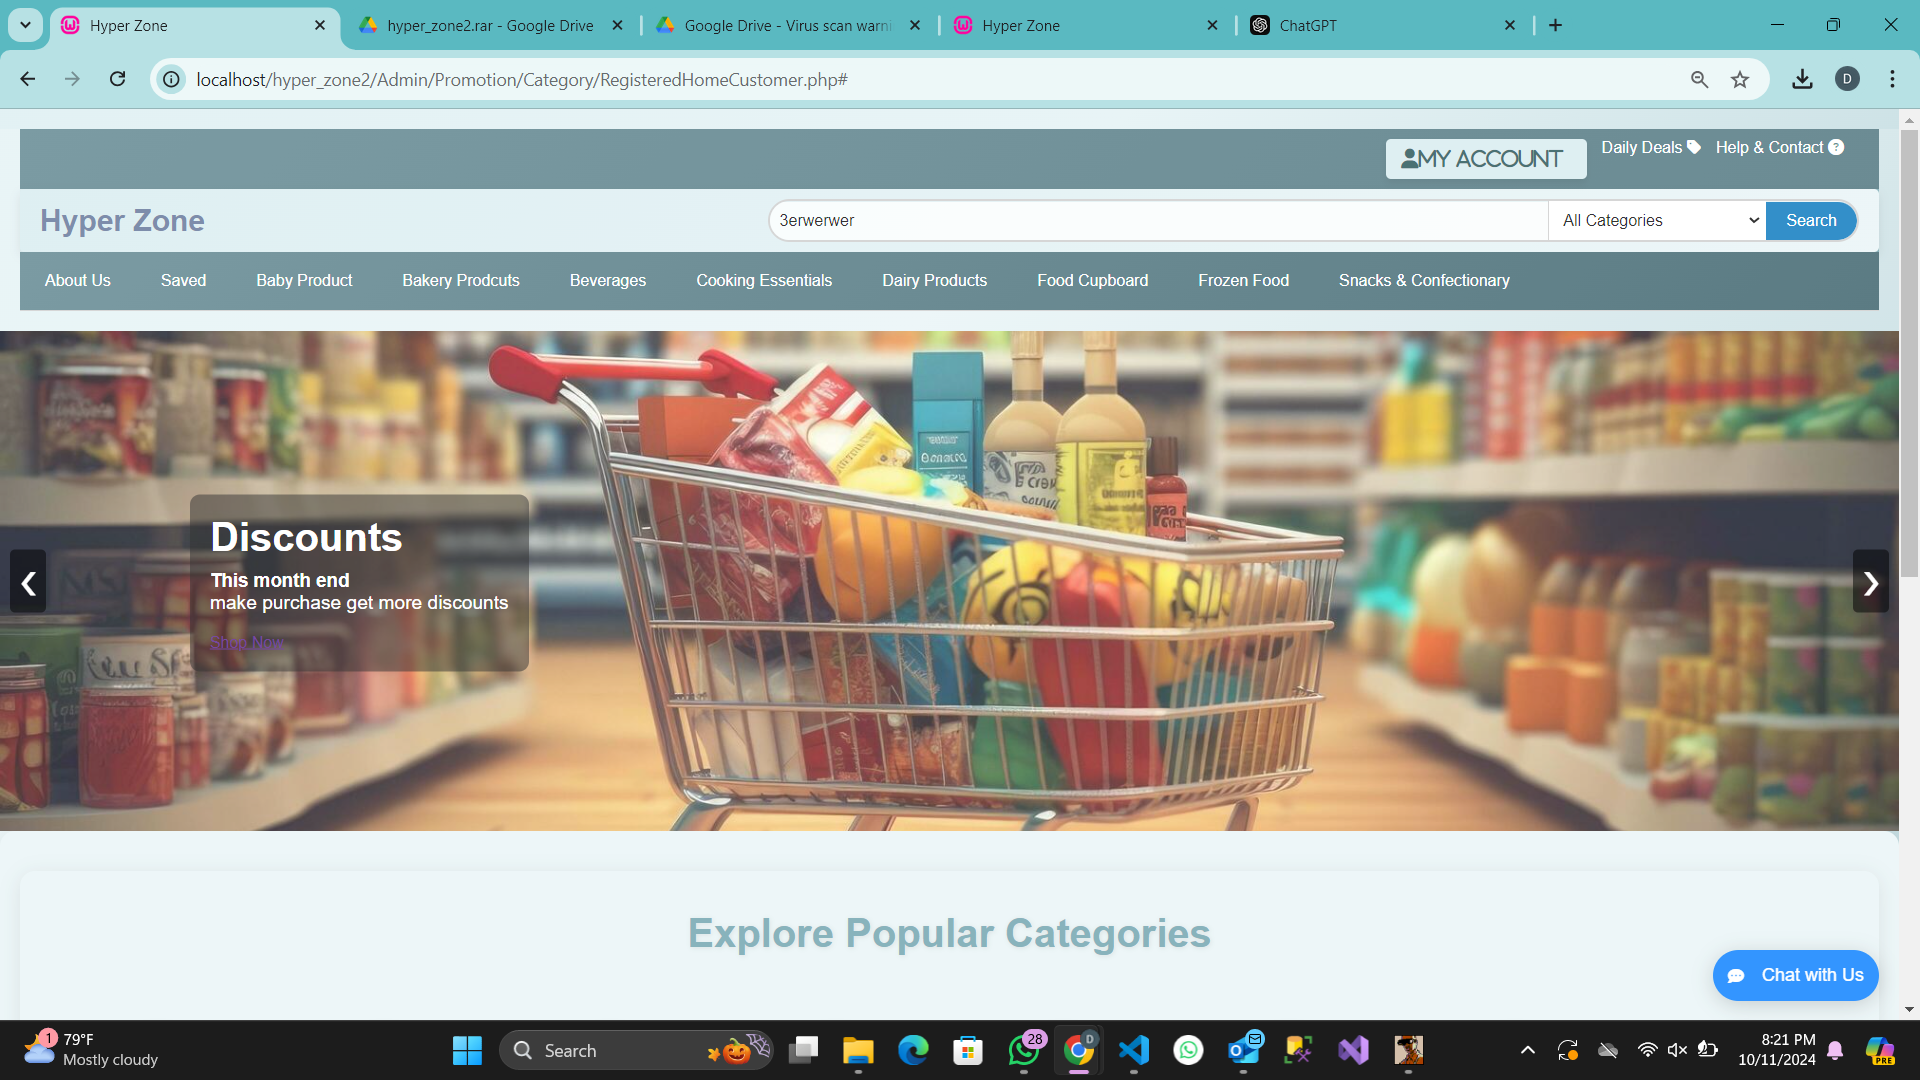 Hyper Zone
hyper_zone2.rar - Google Drive
Google Drive - Virus scan warni
Hyper Zone
ChatGPT
localhost/hyper_zone2/Admin/Promotion/Category/RegisteredHomeCustomer.php#
D
MY ACCOUNT
Daily Deals
Help & Contact ?
Hyper Zone
3erwerwer
All Categories
Search
About Us
Saved
Baby Product
Bakery Prodcuts
Beverages
Cooking Essentials
Dairy Products
Food Cupboard
Frozen Food
Snacks & Confectionary
Discounts
This month end
make purchase get more discounts
Shop Now
❮
❯
Explore Popular Categories
Chat with Us
1
79°F
Mostly cloudy
Search
28
D
PRE
8:21 PM
10/11/2024